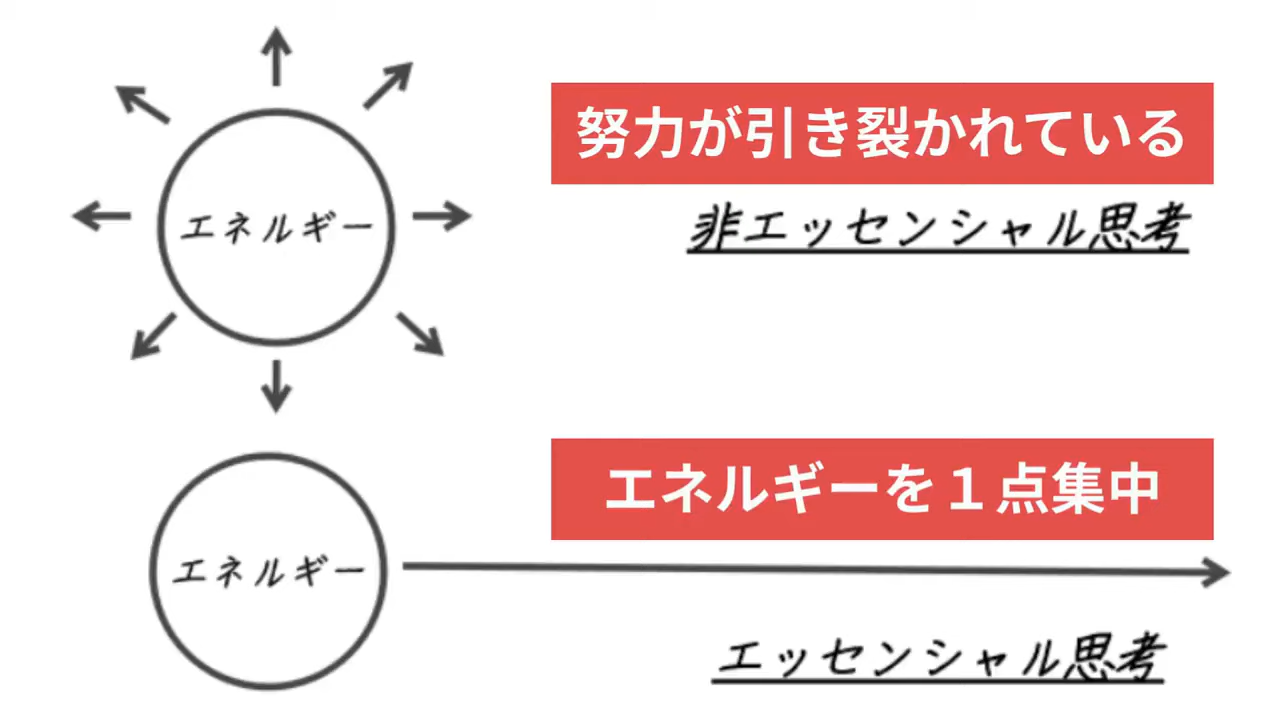 努力が引き裂かれている
エネルギー
非エッセンシャル思考
エネルギーを１点集中
エネルギー
エッセンシャル思考